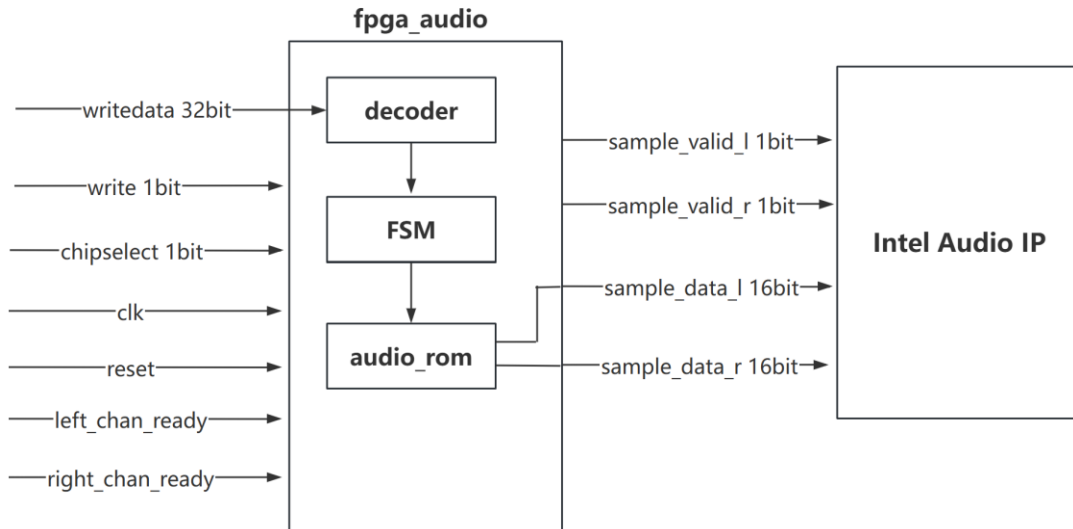 fpga_audio
writedata 32bit
decoder
write 1bit
FSM
chipselect 1bit
clk
audio_rom
reset
left_chan_ready
right_chan_ready
sample_valid_l 1bit
sample_valid_r 1bit
sample_data_l 16bit
sample_data_r 16bit
Intel Audio IP